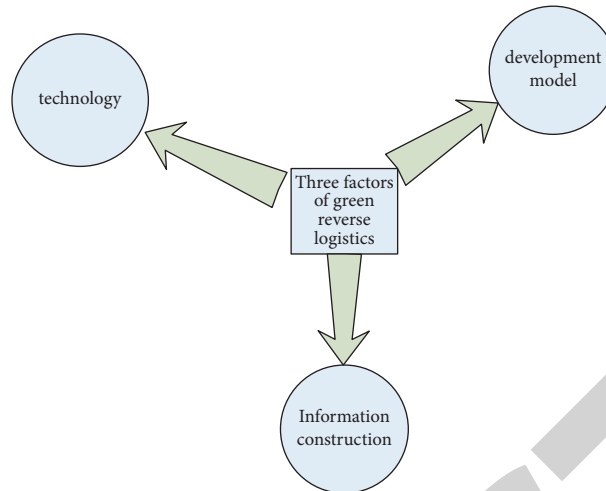 technology
development
model
Three factors
of green
reverse
logistics
Information
construction